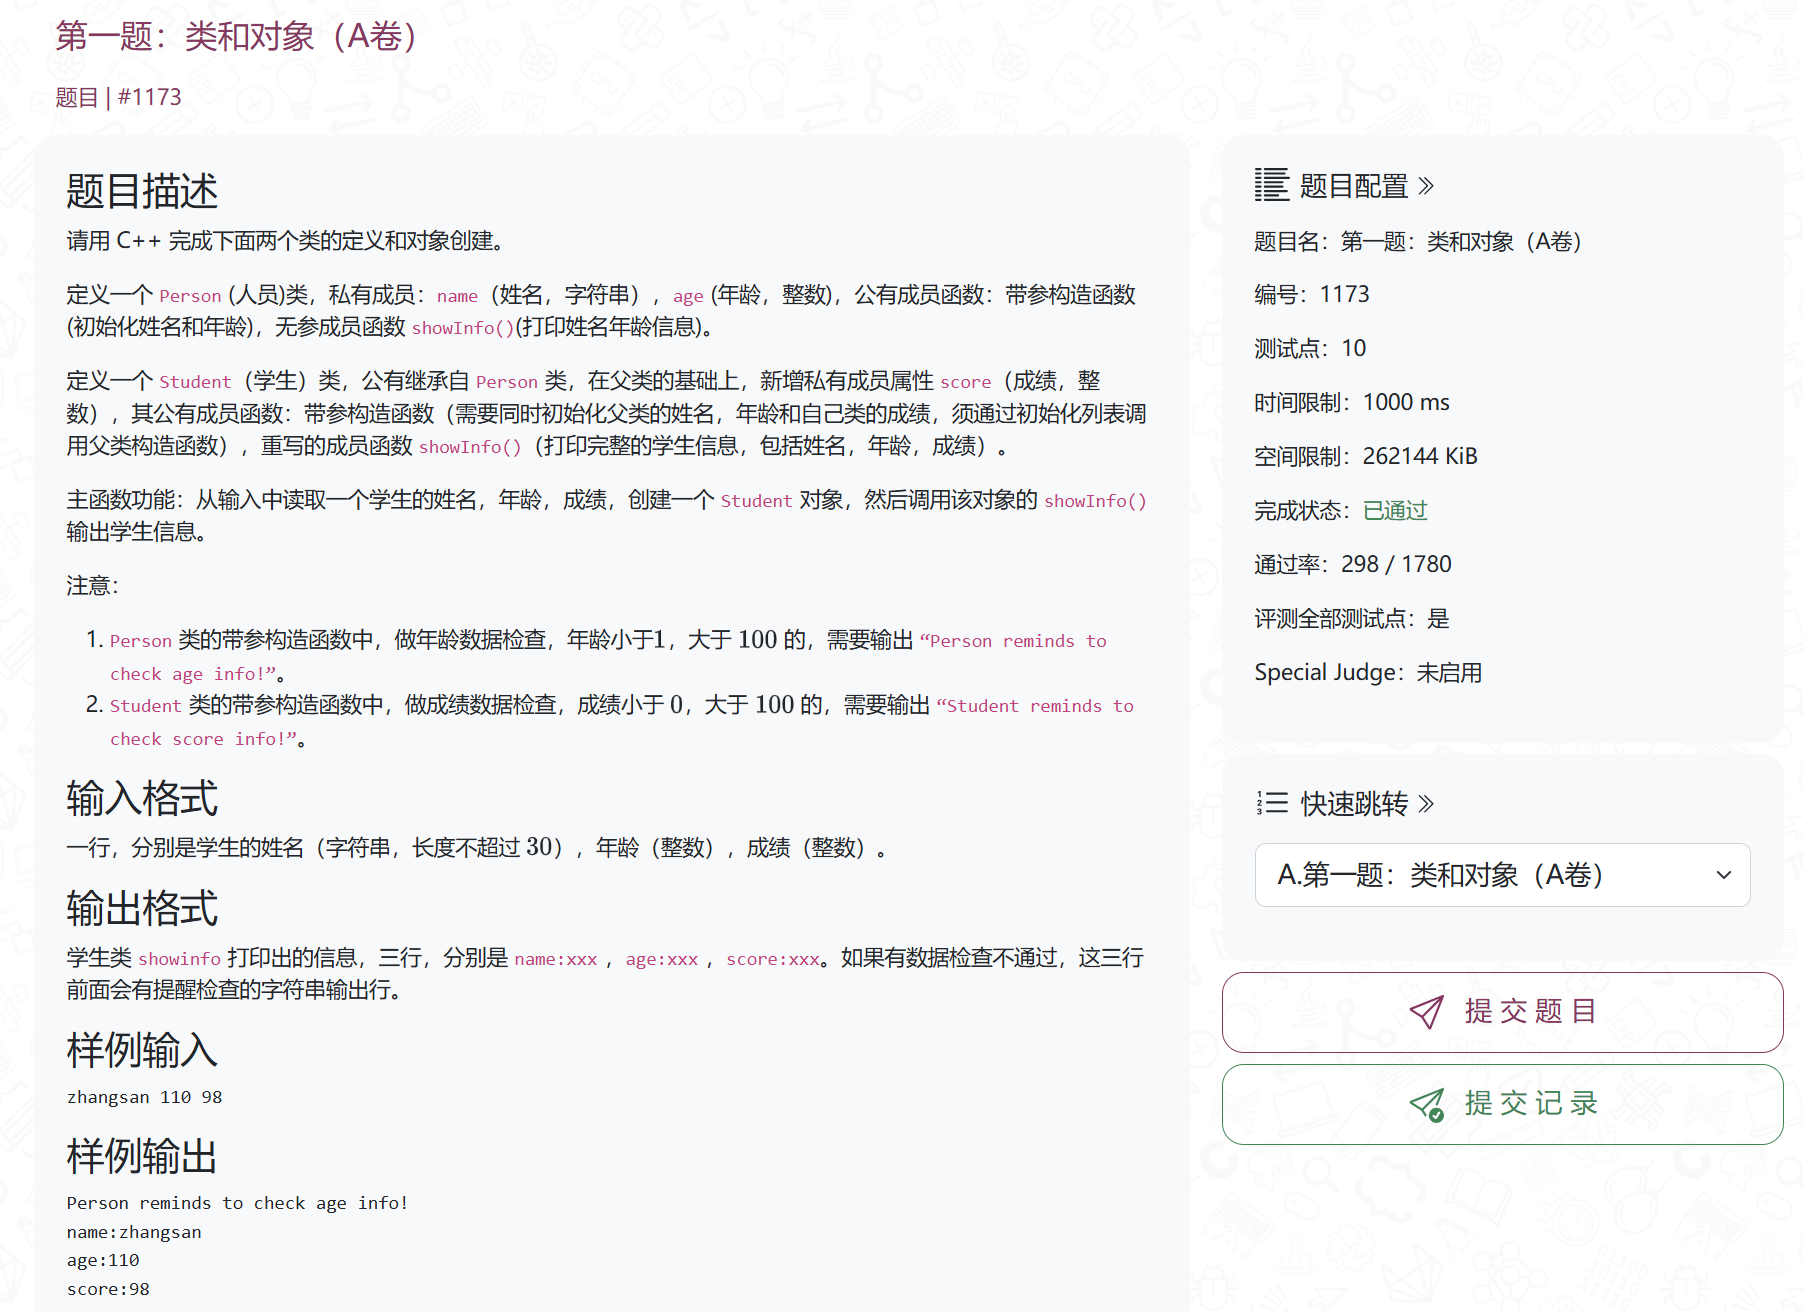 第一题：类和对象（A卷）
题目 | #1173
题目描述
请用 C++ 完成下面两个类的定义和对象创建。
定义一个 Person (人员)类，私有成员：name（姓名，字符串），age (年龄，整数)，公有成员函数：带参构造函数
(初始化姓名和年龄)，无参成员函数 showInfo()(打印姓名年龄信息)。
定义一个 Student（学生）类，公有继承自 Person 类，在父类的基础上，新增私有成员属性 score（成绩，整
数），其公有成员函数：带参构造函数（需要同时初始化父类的姓名，年龄和自己类的成绩，须通过初始化列表调
用父类构造函数），重写的成员函数 showInfo()（打印完整的学生信息，包括姓名，年龄，成绩）。
主函数功能：从输入中读取一个学生的姓名，年龄，成绩，创建一个 Student 对象，然后调用该对象的 showInfo()
输出学生信息。
注意：
1. Person 类的带参构造函数中，做年龄数据检查，年龄小于1，大于 100 的，需要输出 “Person reminds to
check age info!”。
2. Student 类的带参构造函数中，做成绩数据检查，成绩小于 0，大于 100 的，需要输出 “Student reminds to
check score info!”。
输入格式
一行，分别是学生的姓名（字符串，长度不超过 30），年龄（整数），成绩（整数）。
输出格式
学生类 showinfo 打印出的信息，三行，分别是 name:xxx ，age:xxx ，score:xxx。如果有数据检查不通过，这三行
前面会有提醒检查的字符串输出行。
样例输入
zhangsan 110 98
样例输出
Person reminds to check age info!
name:zhangsan
age:110
score:98
题目配置 »
题目名：第一题：类和对象（A卷）
编号：1173
测试点：10
时间限制：1000 ms
空间限制：262144 KiB
完成状态：已通过
通过率：298 / 1780
评测全部测试点：是
Special Judge：未启用
快速跳转 »
A.第一题：类和对象（A卷）
提交题目
提交记录